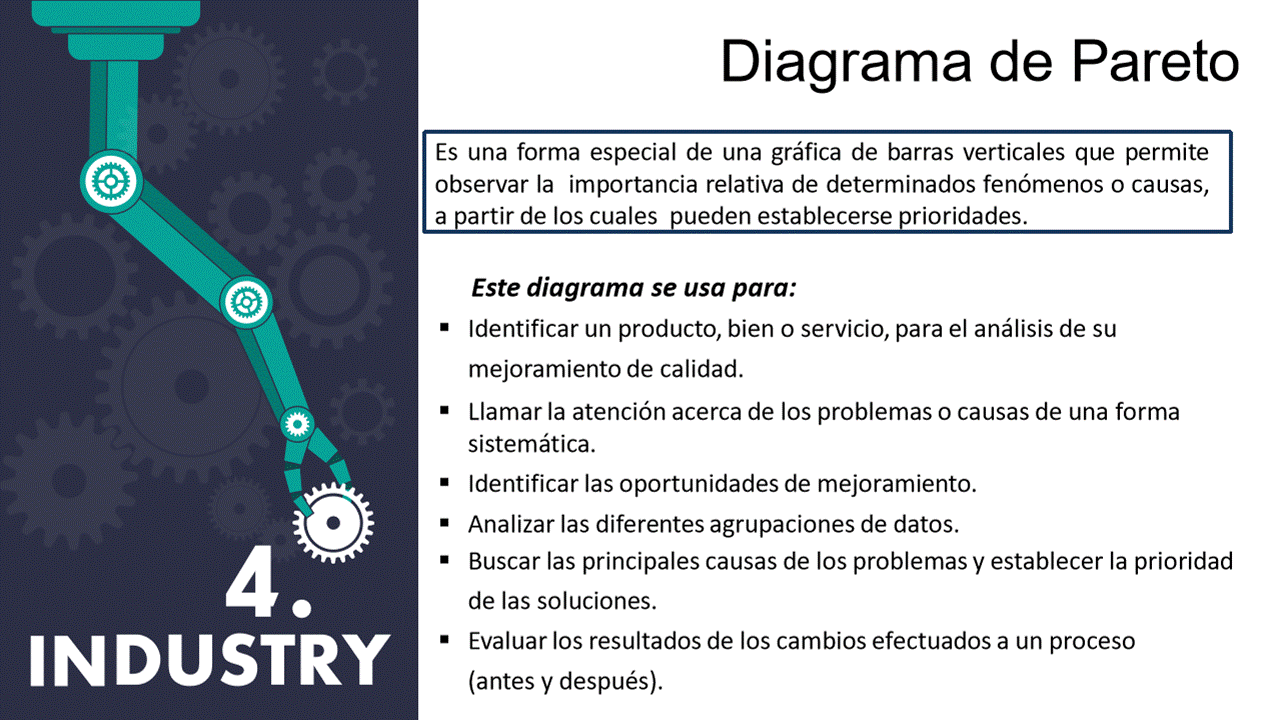 Diagrama de Pareto
Es una forma especial de una gráfica de barras verticales que permite
observar la importancia relativa de determinados fenómenos o causas,
a partir de los cuales pueden establecerse prioridades.
Este diagrama se usa para:
▪ Identificar un producto, bien o servicio, para el análisis de su
mejoramiento de calidad.
▪ Llamar la atención acerca de los problemas o causas de una forma
sistemática.
▪ Identificar las oportunidades de mejoramiento.
▪ Analizar las diferentes agrupaciones de datos.
▪ Buscar las principales causas de los problemas y establecer la prioridad
de las soluciones.
▪ Evaluar los resultados de los cambios efectuados a un proceso
(antes y después).
4.
INDUSTRY